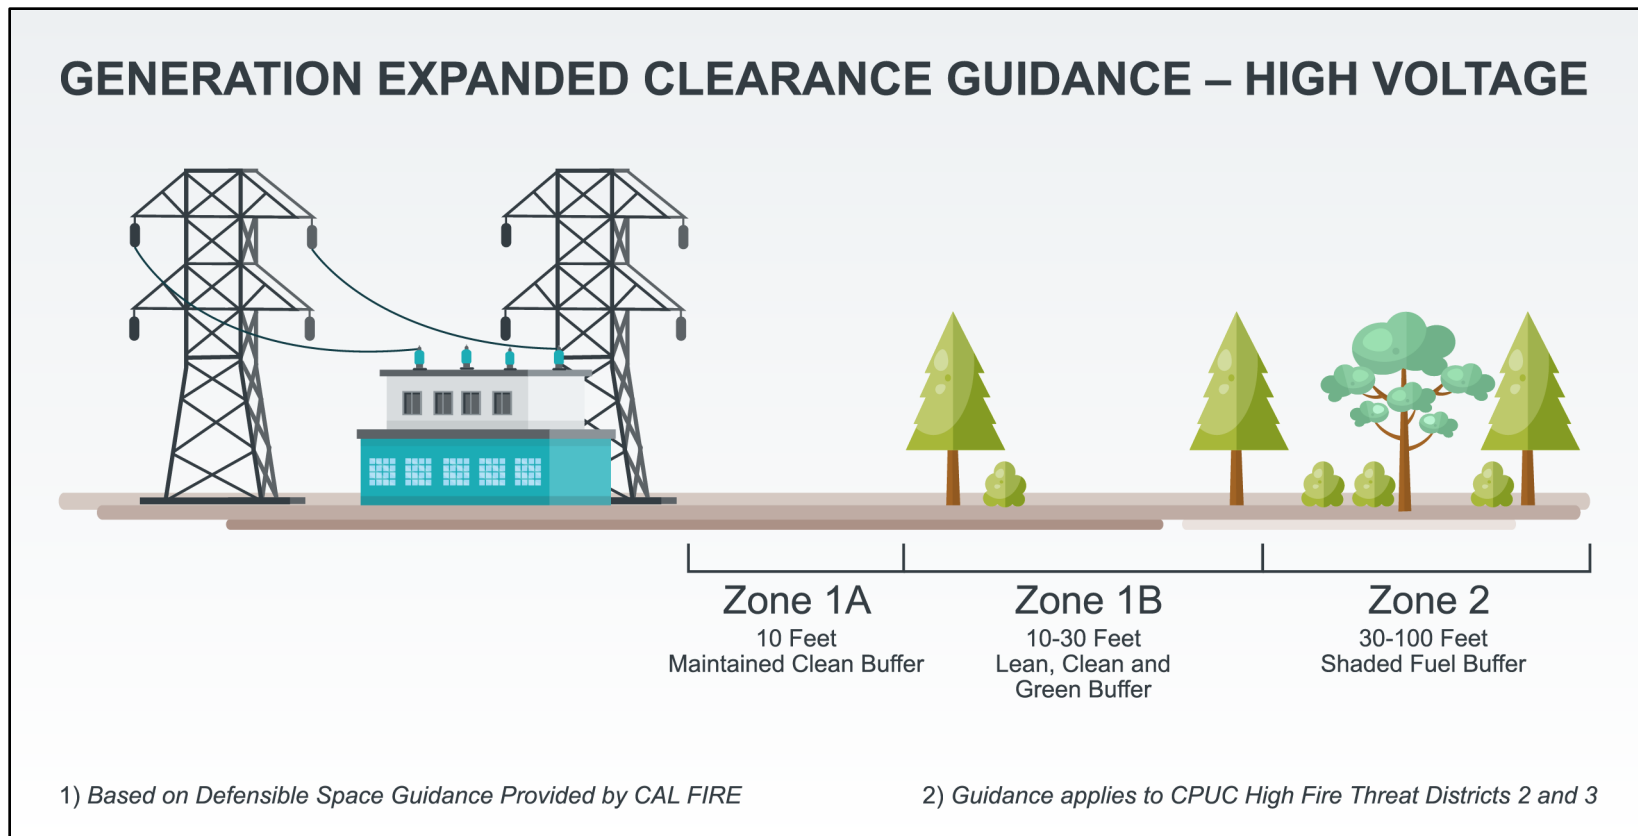 GENERATION EXPANDED CLEARANCE GUIDANCE – HIGH VOLTAGE
Zone 1A
10 Feet
Maintained Clean Buffer
Zone 1B
10-30 Feet
Lean, Clean and
Green Buffer
Zone 2
30-100 Feet
Shaded Fuel Buffer
1) Based on Defensible Space Guidance Provided by CAL FIRE
2) Guidance applies to CPUC High Fire Threat Districts 2 and 3